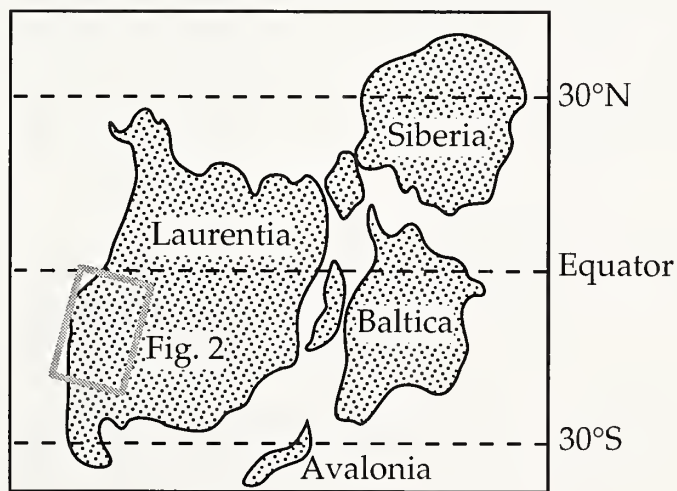 30°N
Siberia
Laurentia
Equator
Baltica
Fig. 2
30°S
Avalonia